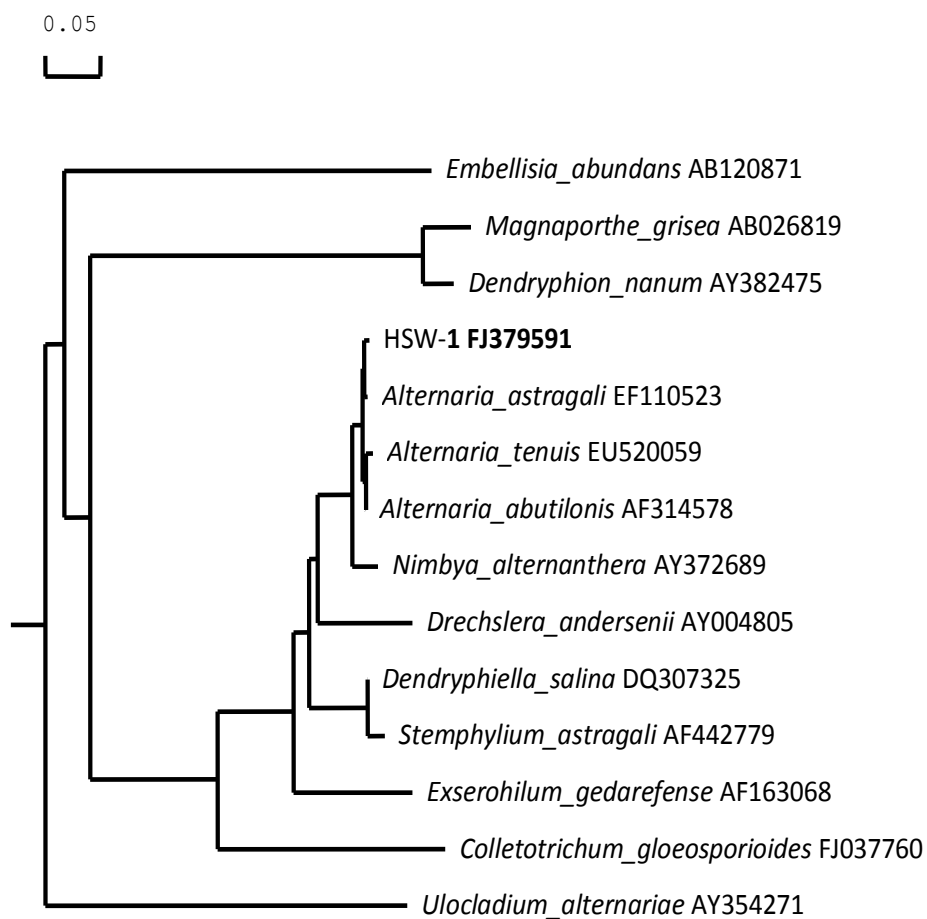 0.05
Embellisia_abundans AB120871
Magnaporthe_grisea AB026819
Dendryphion_nanum AY382475
HSW-1 FJ379591
Alternaria_astragali EF110523
Alternaria_tenuis EU520059
Alternaria_abutilonis AF314578
Nimbya_alternanthera AY372689
Drechslera_andersenii AY004805
Dendryphiella_salina DQ307325
Stemphylium_astragali AF442779
Exserohilum_gedarefense AF163068
Colletotrichum_gloeosporioides FJ037760
Ulocladium_alternariae AY354271